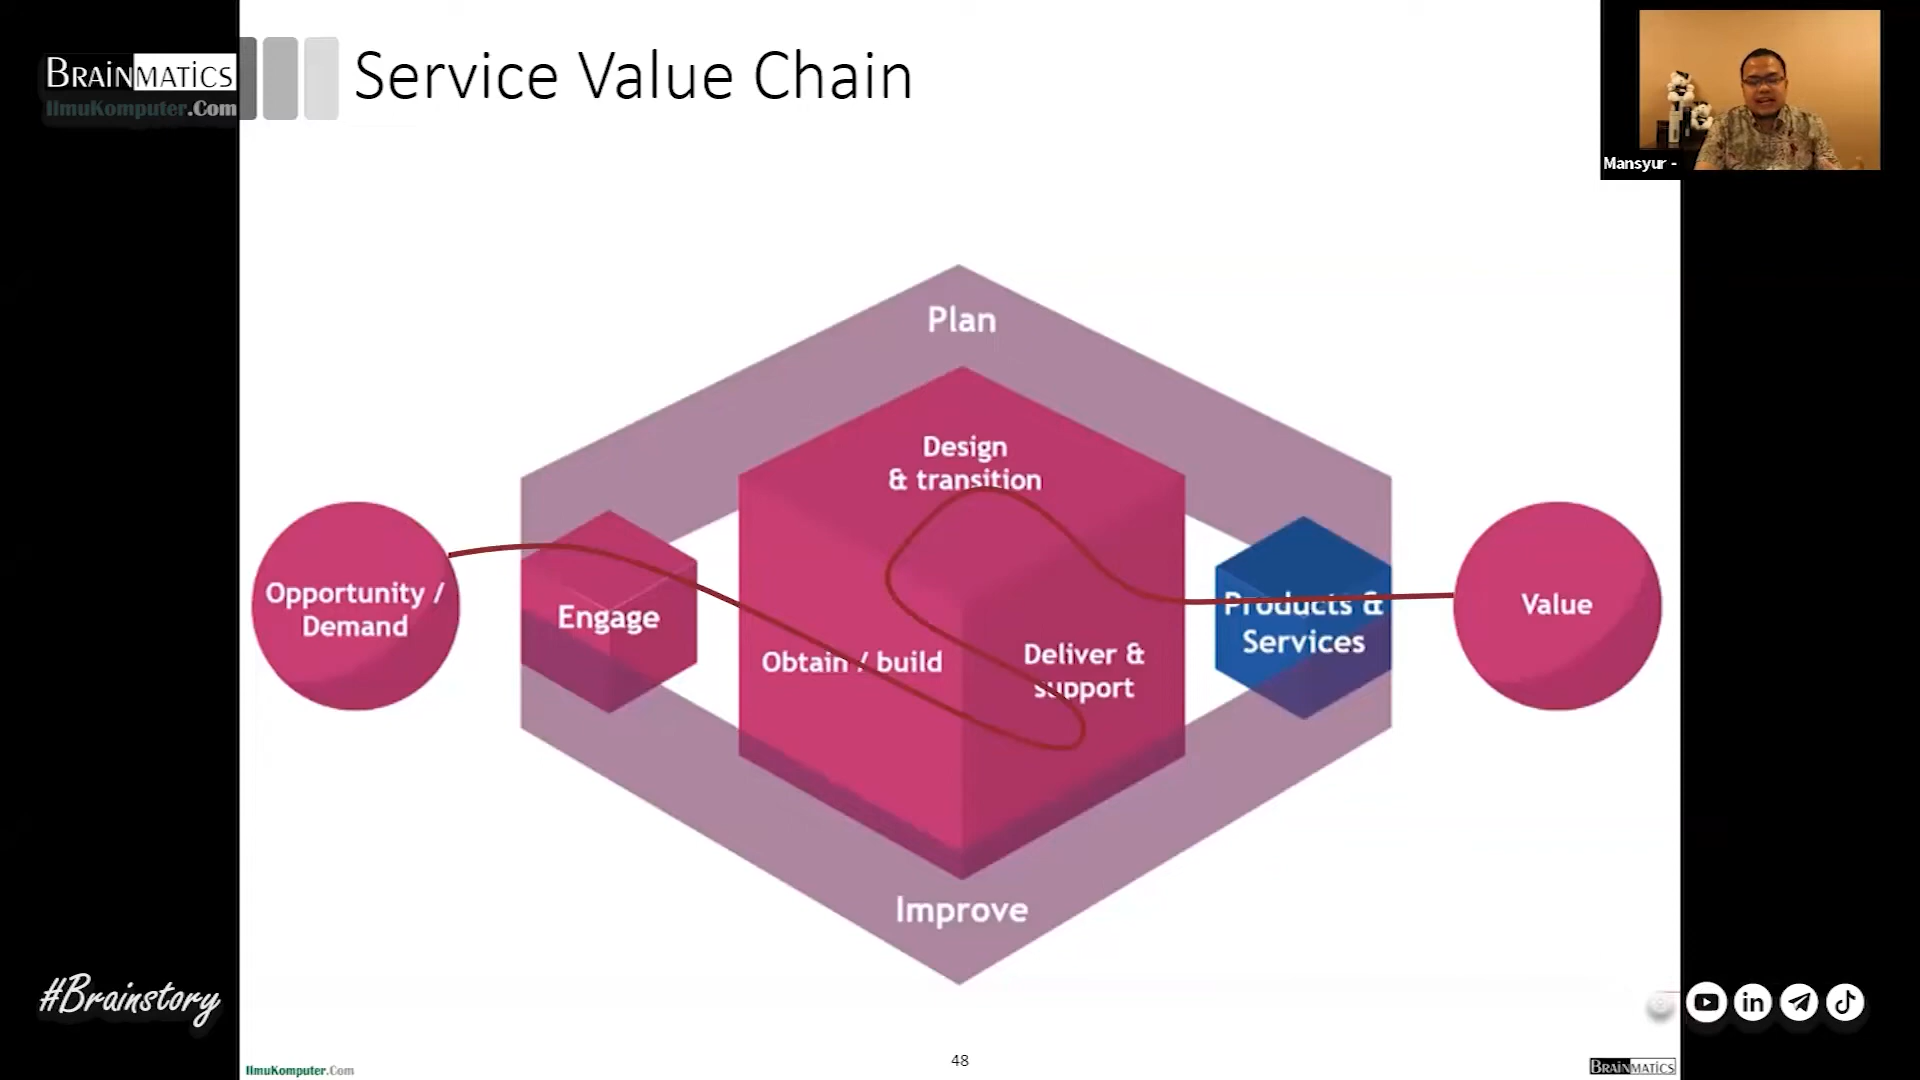 BRAINMATICS
IlmuKomputer.Com
Service Value Chain
Mansyur -
Plan
Design
& transition
Opportunity /
Demand
Engage
Obtain / build
Deliver &
support
Products &
Services
Value
Improve
#Brainstory
in
48
IlmuKomputer.Com
BRAINMATICS